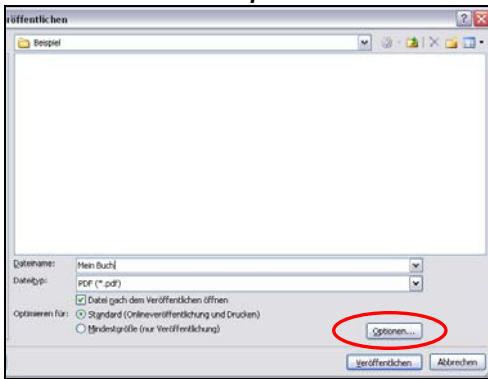 röffentlichen
Beispiel
Dateiname: Mein Buch
Dateityp: PDF (*.pdf)
Datei nach dem Veröffentlichen öffnen
Optimieren für: Standard (Onlineveröffentlichung und Drucken)
Mindestgröße (nur Veröffentlichung)
Optionen...
Veröffentlichen Abbrechen